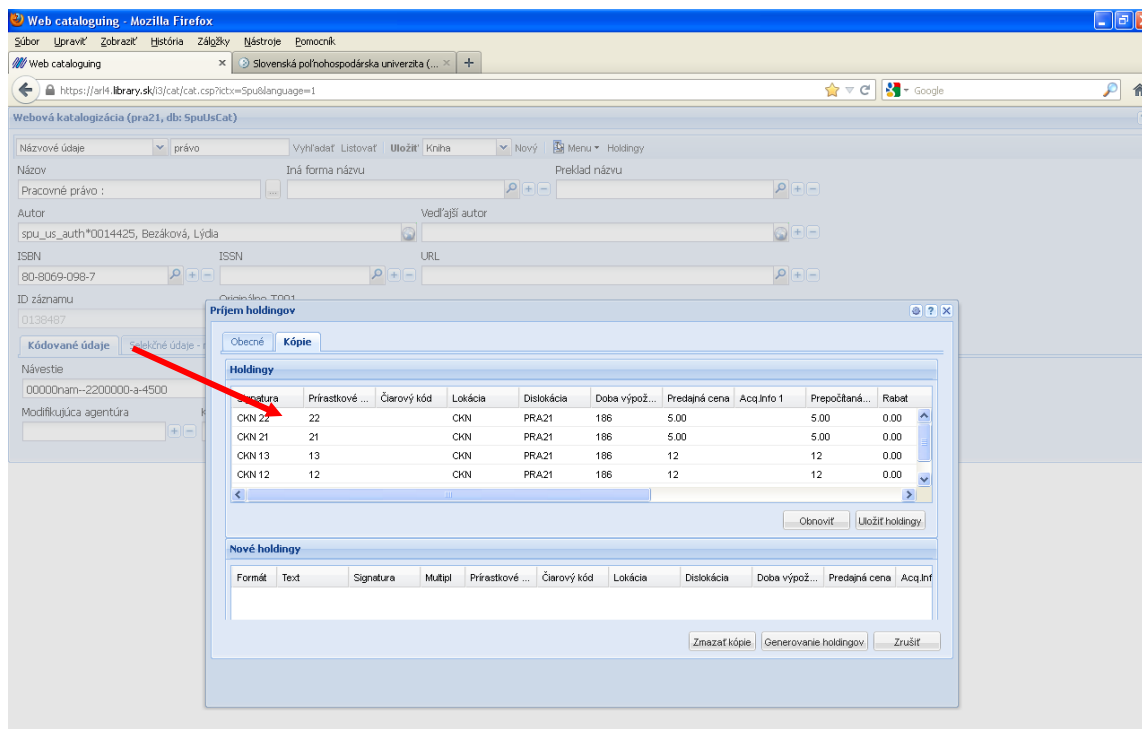 Web cataloguing - Mozilla Firefox
Súbor Upraviť Zobraziť História Záložky Nástroje Pomocník
Web cataloguing × Slovenská poľnohospodárska univerzita (... × +
https://arl4.library.sk/i3/cat/cat.csp?ictx=Spu&language=1 Google
Webová katalogizácia (pra21, db: SpuUsCat)
Názvové údaje právo Vyhľadať Listovať Uložiť Kniha Nový Menu Holdingy
Názov Iná forma názvu Preklad názvu
Pracovné právo : ...
Autor Vedľajší autor
spu_us_auth*0014425, Bezáková, Lýdia
ISBN ISSN URL
80-8069-098-7
ID záznamu Originálne T001
0138487
Príjem holdingov
Obecné Kópie
Kódované údaje Selekčné údaje -
Holdingy
Návestie
00000nam--2200000-a-4500
Signatura Prírastkové ... Čiarový kód Lokácia Dislokácia Doba výpož... Predajná cena Acq.Info 1 Prepočítaná... Rabat
Modifikujúca agentúra K
CKN 22 22 CKN PRA21 186 5.00 5.00 0.00
CKN 21 21 CKN PRA21 186 5.00 5.00 0.00
CKN 13 13 CKN PRA21 186 12 12 0.00
CKN 12 12 CKN PRA21 186 12 12 0.00
Obnoviť Uložiť holdingy
Nové holdingy
Formát Text Signatura Multipl Prírastkové ... Čiarový kód Lokácia Dislokácia Doba výpož... Predajná cena Acq.Inf
Zmazať kópie Generovanie holdingov Zrušiť